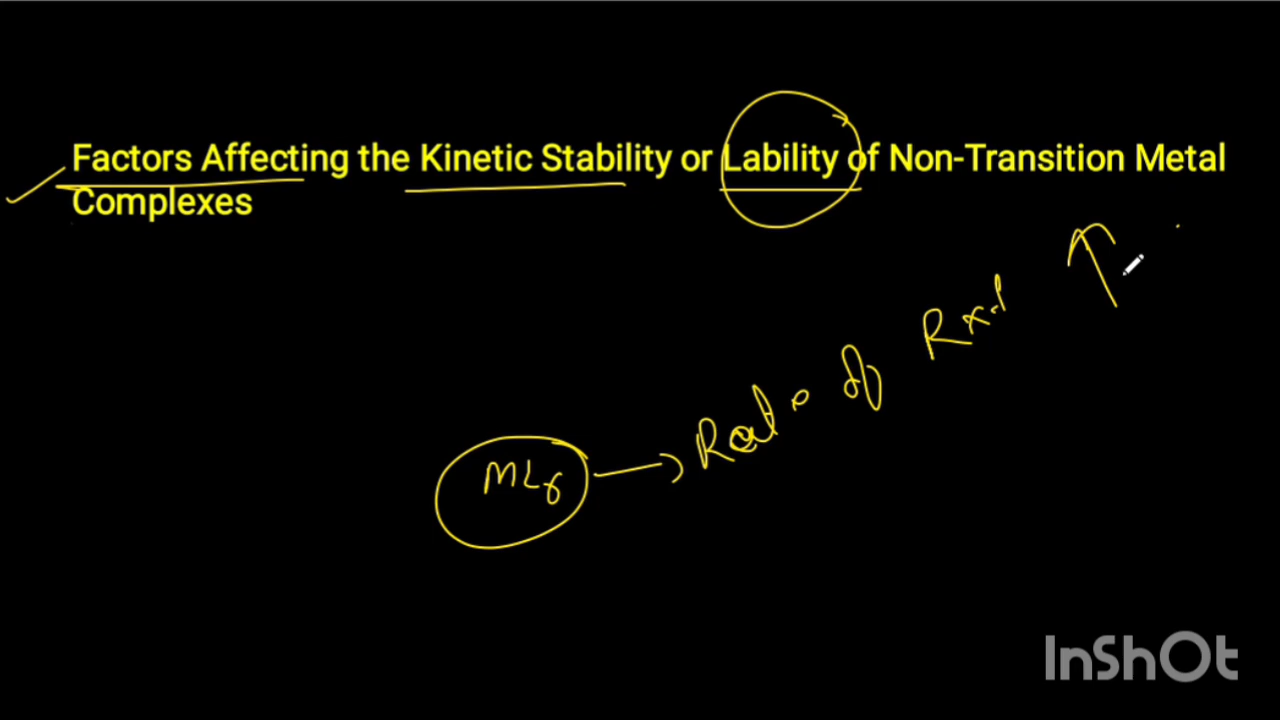 Factors Affecting the Kinetic Stability or Lability of Non-Transition Metal
Complexes
Rate of Rxn ↑
ML6
InShOt